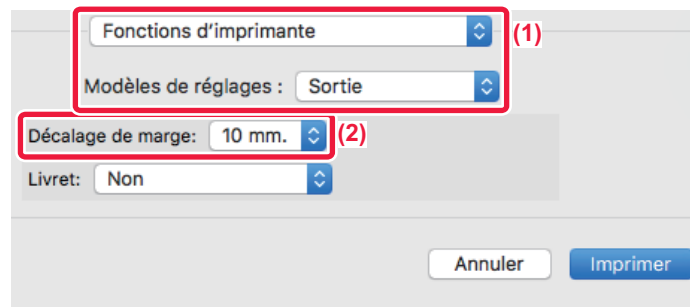 Fonctions d'imprimante (1)
Modèles de réglages : Sortie
Décalage de marge: 10 mm. (2)
Livret: Non
Annuler Imprimer